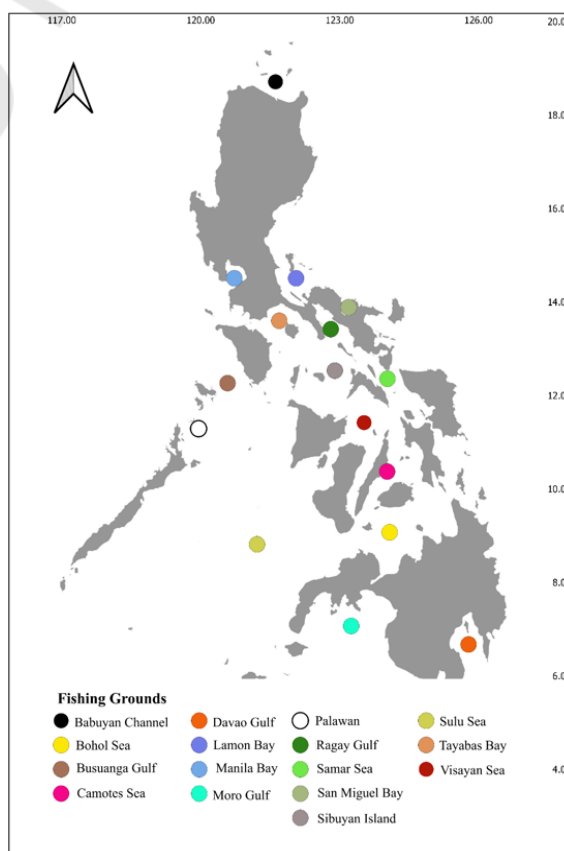 117.00 120.00 123.00 126.00 20.0
18.0
16.0
14.0
12.0
10.0
8.0
6.0
4.0
Fishing Grounds
Babuyan Channel
Bohol Sea
Busuanga Gulf
Camotes Sea
Davao Gulf
Lamon Bay
Manila Bay
Moro Gulf
Palawan
Ragay Gulf
Samar Sea
San Miguel Bay
Sibuyan Island
Sulu Sea
Tayabas Bay
Visayan Sea